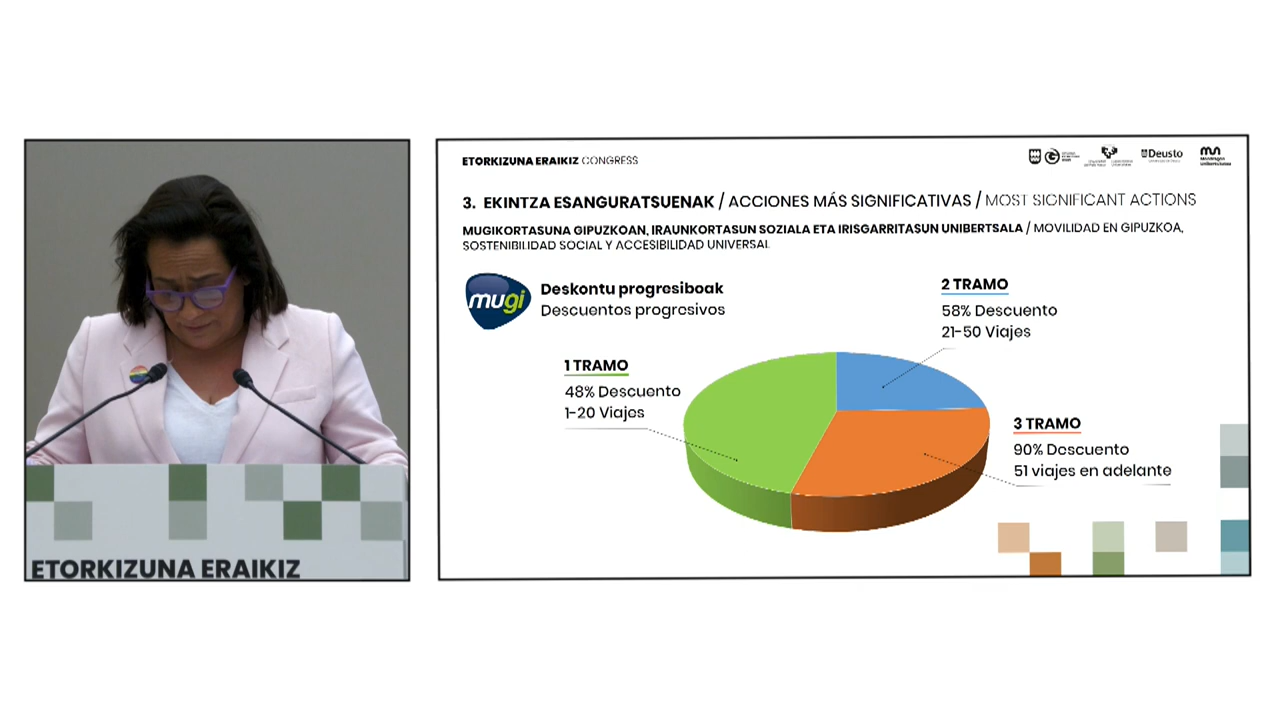 ETORKIZUNA ERAIKIZ
ETORKIZUNA ERAIKIZ CONGRESS
Deusto
3. EKINTZA ESANGURATSUENAK / ACCIONES MÁS SIGNIFICATIVAS / MOST SIGNIFICANT ACTIONS
MUGIKORTASUNA GIPUZKOAN, IRAUNKORTASUN SOZIALA ETA IRISGARRITASUN UNIBERTSALA / MOVILIDAD EN GIPUZKOA,
SOSTENIBILIDAD SOCIAL Y ACCESIBILIDAD UNIVERSAL
mugi
Deskontu progresiboak
Descuentos progresivos
1 TRAMO
48% Descuento
1-20 Viajes
2 TRAMO
58% Descuento
21-50 Viajes
3 TRAMO
90% Descuento
51 viajes en adelante